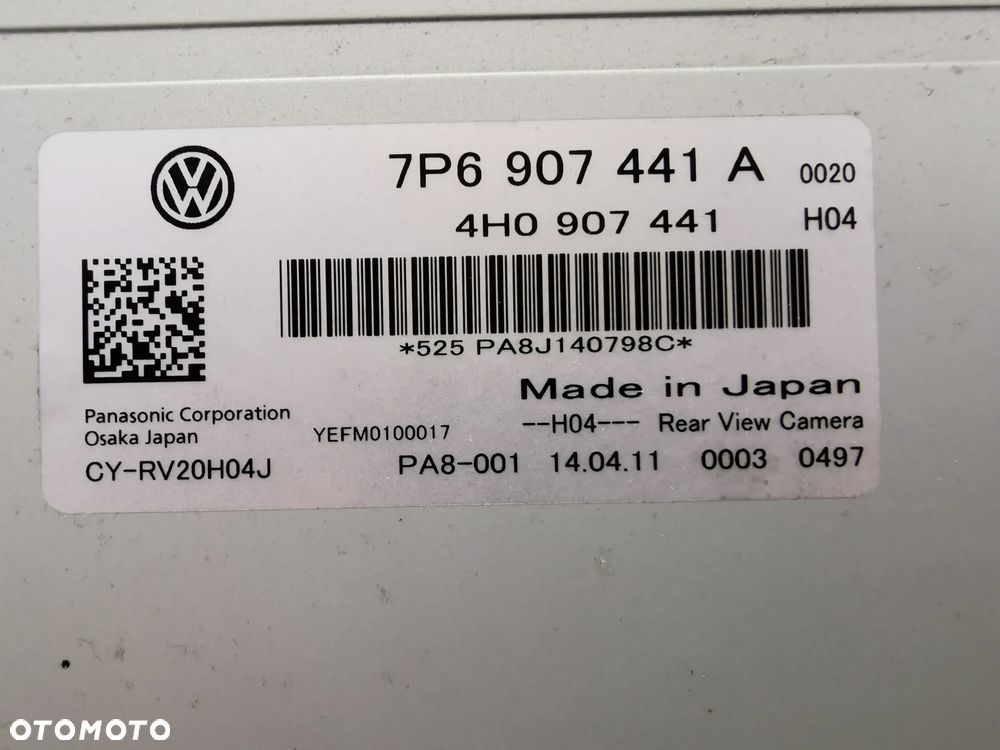 7P6 907 441 A 0020
4H0 907 441 H04
*525 PA8J140798C*
Made in Japan
Panasonic Corporation
Osaka Japan
YEFM0100017
--H04--- Rear View Camera
CY-RV20H04J
PA8-001 14.04.11 0003 0497
OTOMOTO